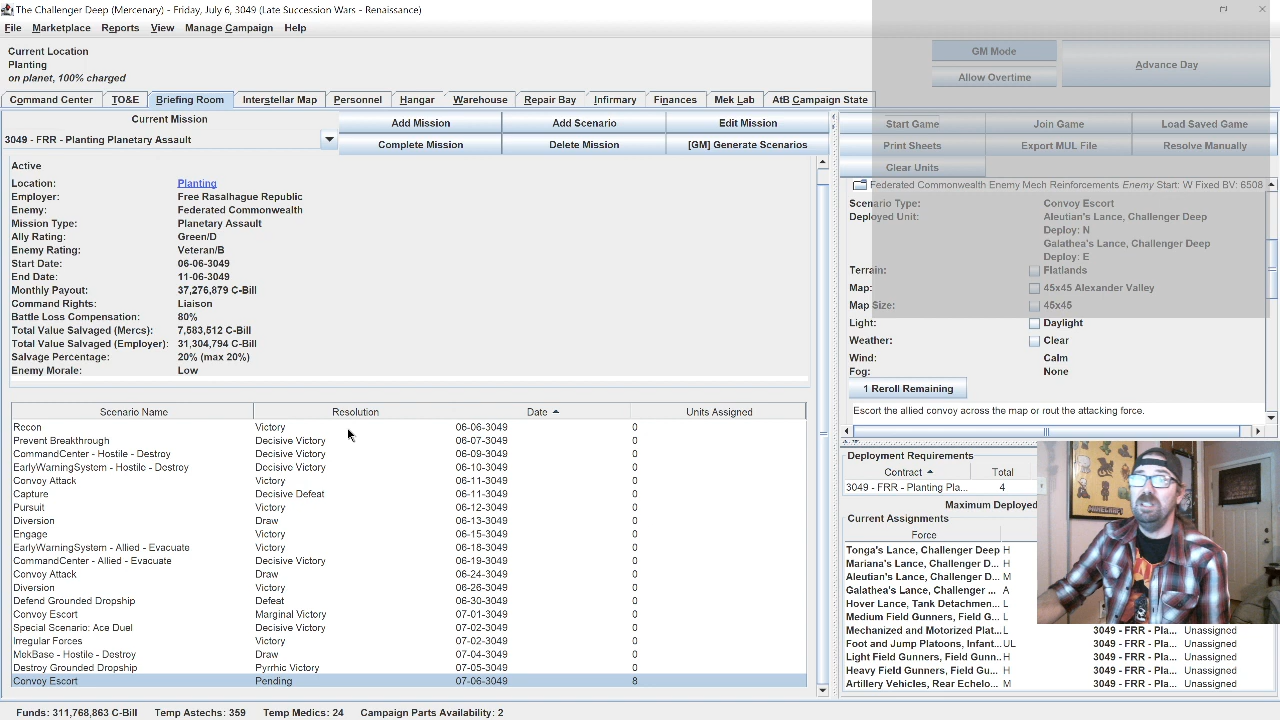 The Challenger Deep (Mercenary) - Friday, July 6, 3049 (Late Succession Wars - Renaissance)
File Marketplace Reports View Manage Campaign Help
Current Location
Planting
on planet, 100% charged
GM Mode
Allow Overtime
Advance Day
Command Center TO&E Briefing Room Interstellar Map Personnel Hangar Warehouse Repair Bay Infirmary Finances Mek Lab AtB Campaign State
Current Mission
3049 - FRR - Planting Planetary Assault
Add Mission Add Scenario Edit Mission
Complete Mission Delete Mission [GM] Generate Scenarios
Active
Location: Planting
Employer: Free Rasalhague Republic
Enemy: Federated Commonwealth
Mission Type: Planetary Assault
Ally Rating: Green/D
Enemy Rating: Veteran/B
Start Date: 06-06-3049
End Date: 11-06-3049
Monthly Payout: 37,276,879 C-Bill
Command Rights: Liaison
Battle Loss Compensation: 80%
Total Value Salvaged (Mercs): 7,583,512 C-Bill
Total Value Salvaged (Employer): 31,304,794 C-Bill
Salvage Percentage: 20% (max 20%)
Enemy Morale: Low
Scenario Name Resolution Date Units Assigned
Recon Victory 06-06-3049 0
Prevent Breakthrough Decisive Victory 06-07-3049 0
CommandCenter - Hostile - Destroy Decisive Victory 06-09-3049 0
EarlyWarningSystem - Hostile - Destroy Decisive Victory 06-10-3049 0
Convoy Attack Victory 06-11-3049 0
Capture Decisive Defeat 06-11-3049 0
Pursuit Victory 06-12-3049 0
Diversion Draw 06-13-3049 0
Engage Victory 06-15-3049 0
EarlyWarningSystem - Allied - Evacuate Victory 06-18-3049 0
CommandCenter - Allied - Evacuate Decisive Victory 06-19-3049 0
Convoy Attack Draw 06-24-3049 0
Diversion Victory 06-26-3049 0
Defend Grounded Dropship Defeat 06-30-3049 0
Convoy Escort Marginal Victory 07-01-3049 0
Special Scenario: Ace Duel Decisive Victory 07-02-3049 0
Irregular Forces Victory 07-02-3049 0
MekBase - Hostile - Destroy Draw 07-04-3049 0
Destroy Grounded Dropship Pyrrhic Victory 07-05-3049 0
Convoy Escort Pending 07-06-3049 8
Start Game Join Game Load Saved Game
Print Sheets Export MUL File Resolve Manually
Clear Units
Federated Commonwealth Enemy Mech Reinforcements Enemy Start: W Fixed BV: 6508
Scenario Type: Convoy Escort
Deployed Unit: Aleutian's Lance, Challenger Deep
Deploy: N
Galathea's Lance, Challenger Deep
Deploy: E
Terrain: Flatlands
Map: 45x45 Alexander Valley
Map Size: 45x45
Light: Daylight
Weather: Clear
Wind: Calm
Fog: None
1 Reroll Remaining
Escort the allied convoy across the map or rout the attacking force.
Deployment Requirements
Contract Total
3049 - FRR - Planting Pla... 4
Maximum Deployed
Current Assignments
Force
Tonga's Lance, Challenger Deep H
Mariana's Lance, Challenger D... H
Aleutian's Lance, Challenger D... M
Galathea's Lance, Challenger ... A
Hover Lance, Tank Detachmen... L
Medium Field Gunners, Field G... L
Mechanized and Motorized Plat... L 3049 - FRR - Pla... Unassigned
Foot and Jump Platoons, Infant... UL 3049 - FRR - Pla... Unassigned
Light Field Gunners, Field Gunn... H 3049 - FRR - Pla... Unassigned
Heavy Field Gunners, Field Gu... M 3049 - FRR - Pla... Unassigned
Artillery Vehicles, Rear Echelo... M 3049 - FRR - Pla... Unassigned
Funds: 311,768,863 C-Bill Temp Astechs: 359 Temp Medics: 24 Campaign Parts Availability: 2